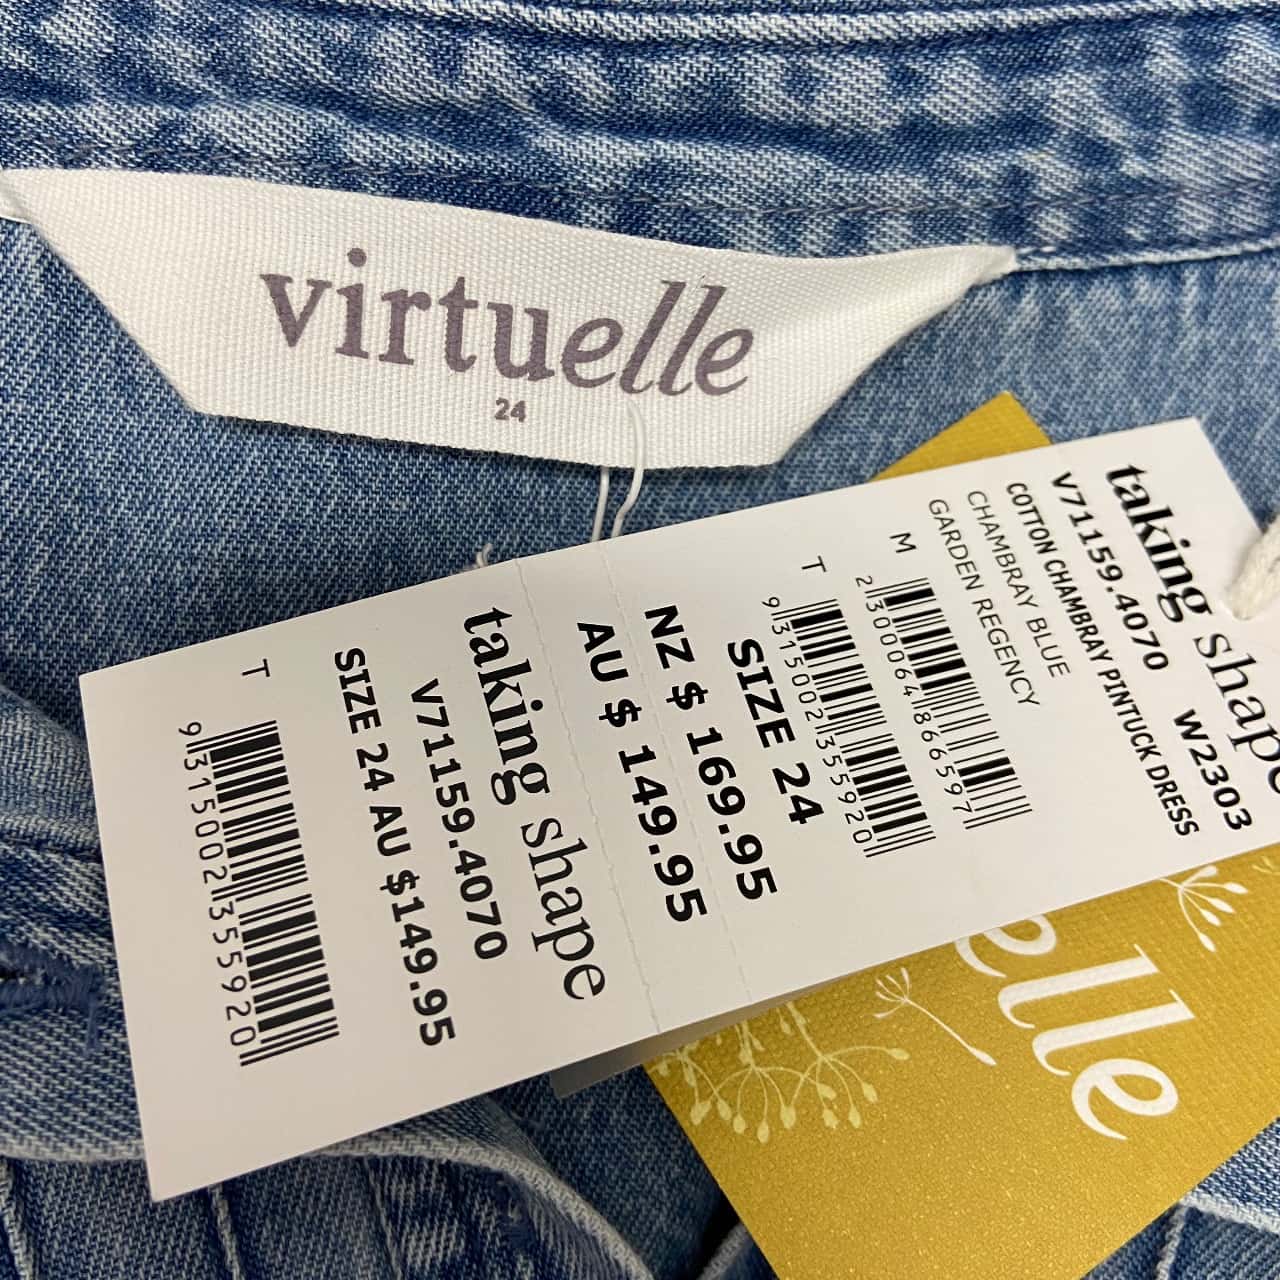 virtuelle
24
taking shape
V71159.4070 W2303
COTTON CHAMBRAY PINTUCK DRESS
CHAMBRAY BLUE
GARDEN REGENCY
M
2300064866597
T
9315002355920
SIZE 24
NZ $ 169.95
AU $ 149.95
taking shape
V71159.4070
SIZE 24 AU $149.95
T
9315002355920
elle